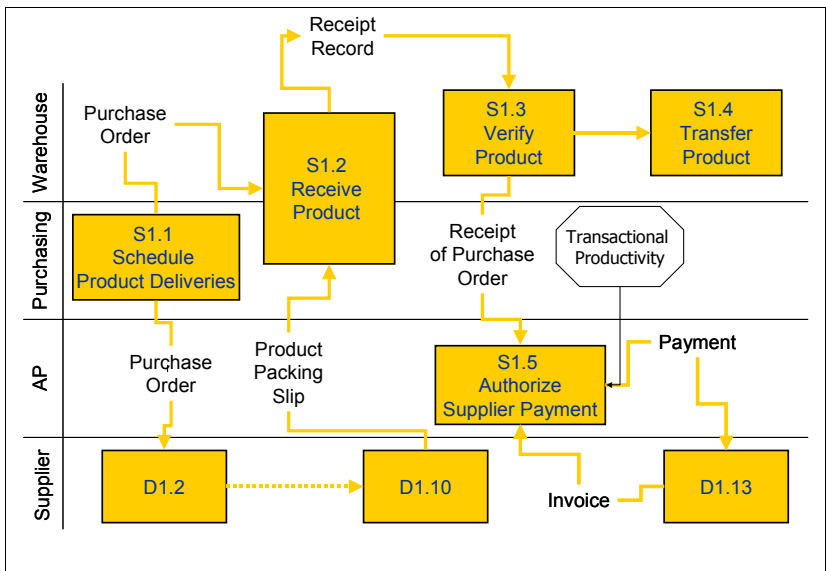 Receipt
Record
Warehouse
Purchase
Order
S1.2
Receive
Product
S1.3
Verify
Product
S1.4
Transfer
Product
Purchasing
S1.1
Schedule
Product Deliveries
Receipt
of Purchase
Order
Transactional
Productivity
AP
Purchase
Order
Product
Packing
Slip
S1.5
Authorize
Supplier Payment
Payment
Supplier
D1.2
D1.10
Invoice
D1.13